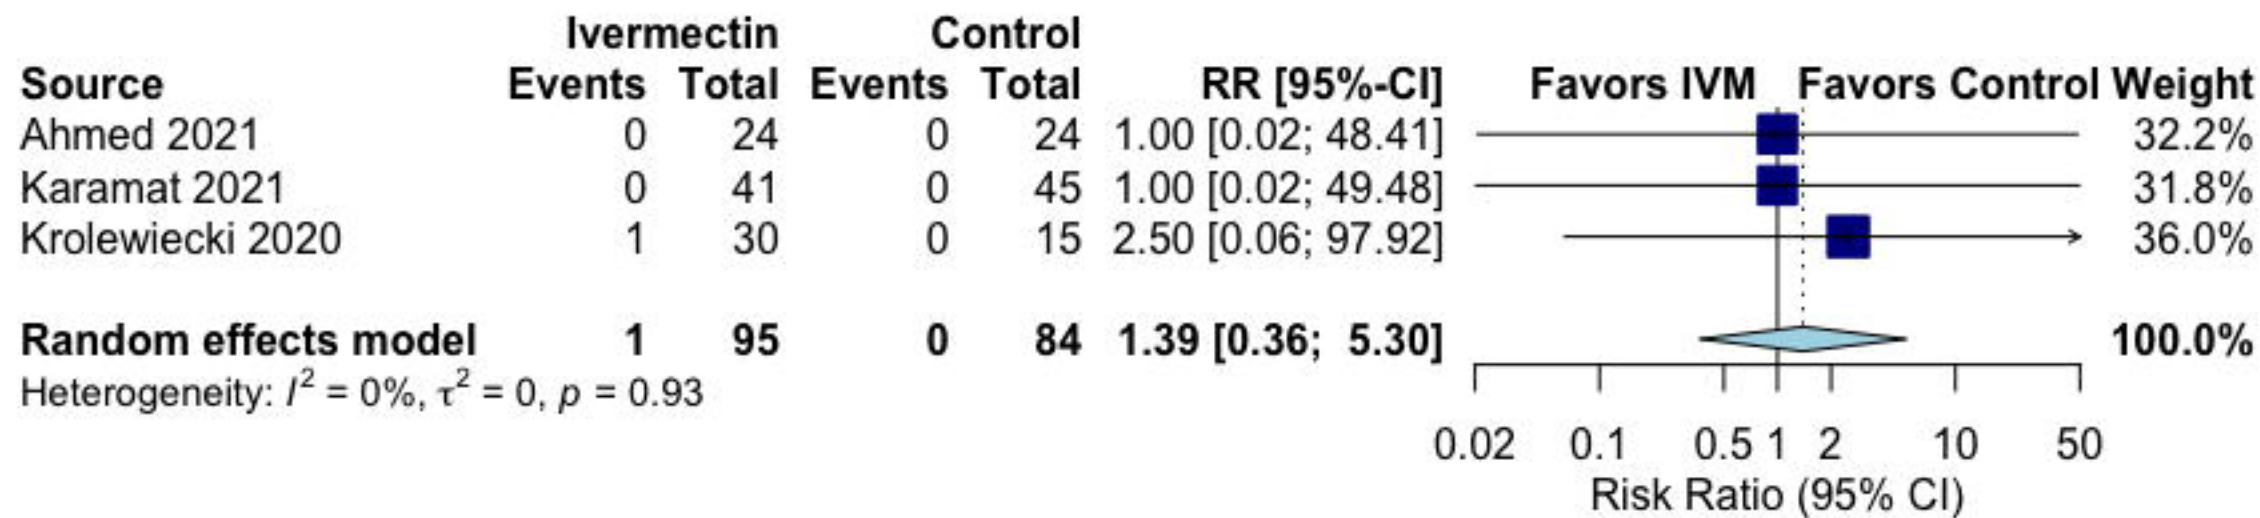 Ivermectin Control
Source Events Total Events Total RR [95%-CI] Favors IVM Favors Control Weight
Ahmed 2021 0 24 0 24 1.00 [0.02; 48.41] 32.2%
Karamat 2021 0 41 0 45 1.00 [0.02; 49.48] 31.8%
Krolewiecki 2020 1 30 0 15 2.50 [0.06; 97.92] 36.0%
Random effects model 1 95 0 84 1.39 [0.36; 5.30] 100.0%
Heterogeneity: I² = 0%, τ² = 0, p = 0.93
0.02 0.1 0.5 1 2 10 50
Risk Ratio (95% CI)